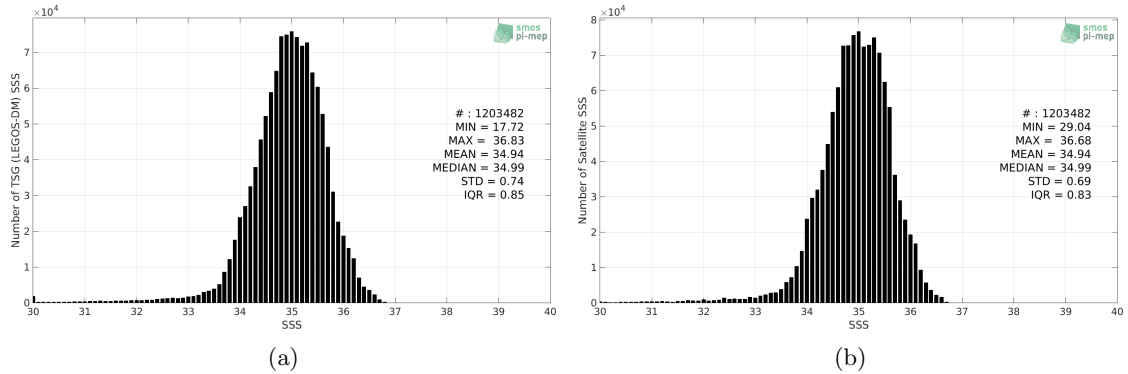 ×10⁴
7
6
5
4
3
2
1
0
Number of TSG (LEGOS-DM) SSS
smos
pi-mep
# : 1203482
MIN = 17.72
MAX = 36.83
MEAN = 34.94
MEDIAN = 34.99
STD = 0.74
IQR = 0.85
30 31 32 33 34 35 36 37 38 39 40
SSS
(a)
×10⁴
8
7
6
5
4
3
2
1
0
Number of Satellite SSS
smos
pi-mep
# : 1203482
MIN = 29.04
MAX = 36.68
MEAN = 34.94
MEDIAN = 34.99
STD = 0.69
IQR = 0.83
30 31 32 33 34 35 36 37 38 39 40
SSS
(b)